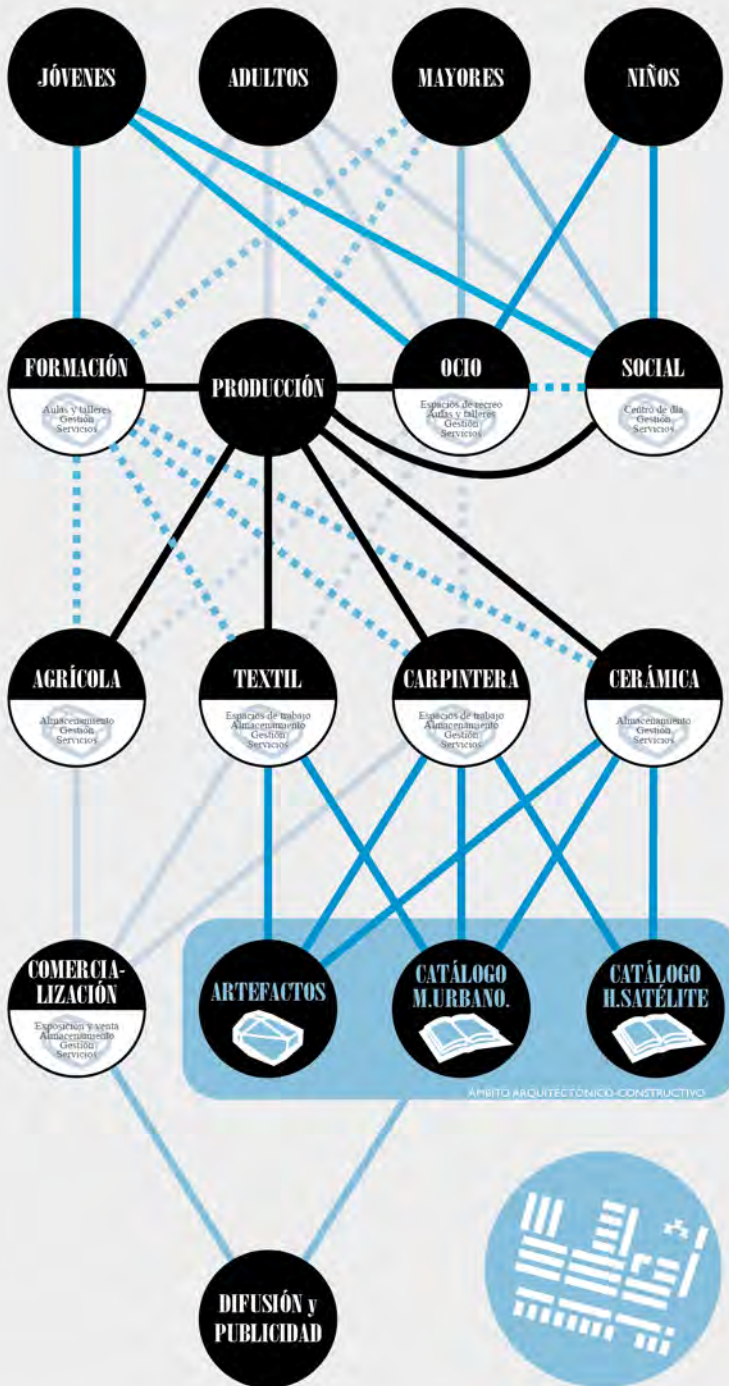 JÓVENES
ADULTOS
MAYORES
NIÑOS
FORMACIÓN
Aulas y talleres
Gestión
Servicios
PRODUCCIÓN
OCIO
Espacios de recreo
Aulas y talleres
Gestión
Servicios
SOCIAL
Centro de día
Gestión
Servicios
AGRÍCOLA
Almacenamiento
Gestión
Servicios
TEXTIL
Espacios de trabajo
Almacenamiento
Gestión
Servicios
CARPINTERA
Espacios de trabajo
Almacenamiento
Gestión
Servicios
CERÁMICA
Almacenamiento
Gestión
Servicios
COMERCIA-
LIZACIÓN
Exposición y venta
Almacenamiento
Gestión
Servicios
ARTEFACTOS
CATÁLOGO
M.URBANO.
CATÁLOGO
H.SATÉLITE
ÁMBITO ARQUITECTÓNICO-CONSTRUCTIVO
DIFUSIÓN y
PUBLICIDAD